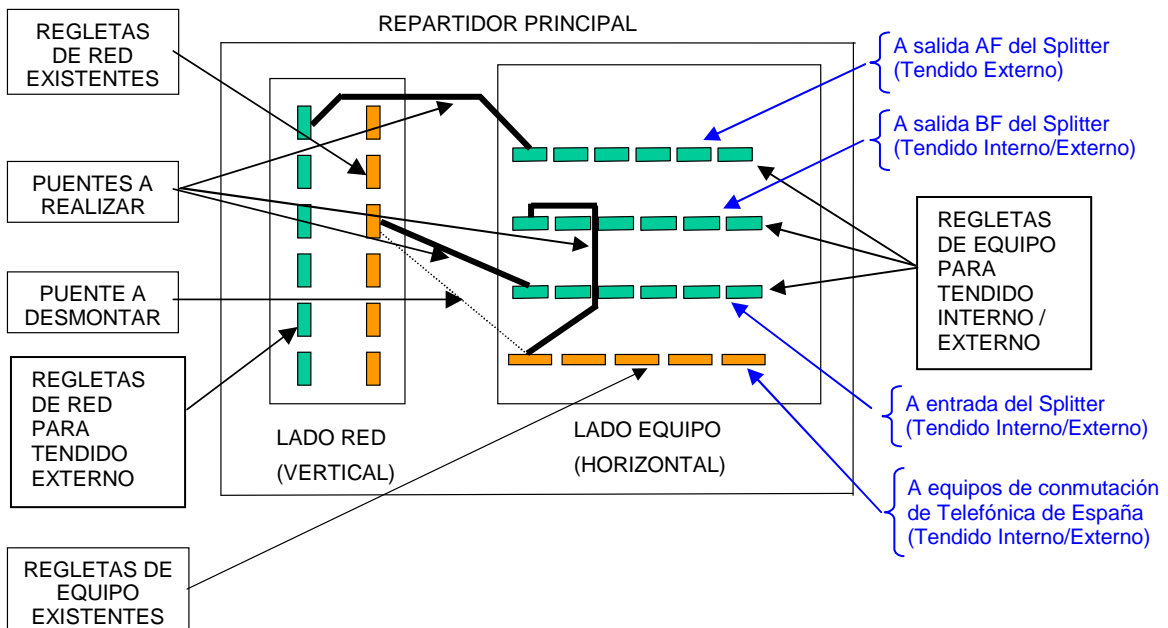 REPARTIDOR PRINCIPAL
REGLETAS
DE RED
EXISTENTES
PUENTES A
REALIZAR
PUENTE A
DESMONTAR
REGLETAS
DE RED
PARA
TENDIDO
EXTERNO
REGLETAS DE
EQUIPO
EXISTENTES
LADO RED
(VERTICAL)
LADO EQUIPO
(HORIZONTAL)
A salida AF del Splitter
(Tendido Externo)
A salida BF del Splitter
(Tendido Interno/Externo)
REGLETAS
DE EQUIPO
PARA
TENDIDO
INTERNO /
EXTERNO
A entrada del Splitter
(Tendido Interno/Externo)
A equipos de conmutación
de Telefónica de España
(Tendido Interno/Externo)